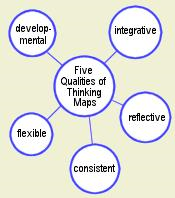 develop-
mental
integrative
Five
Qualities of
Thinking
Maps
reflective
flexible
consistent